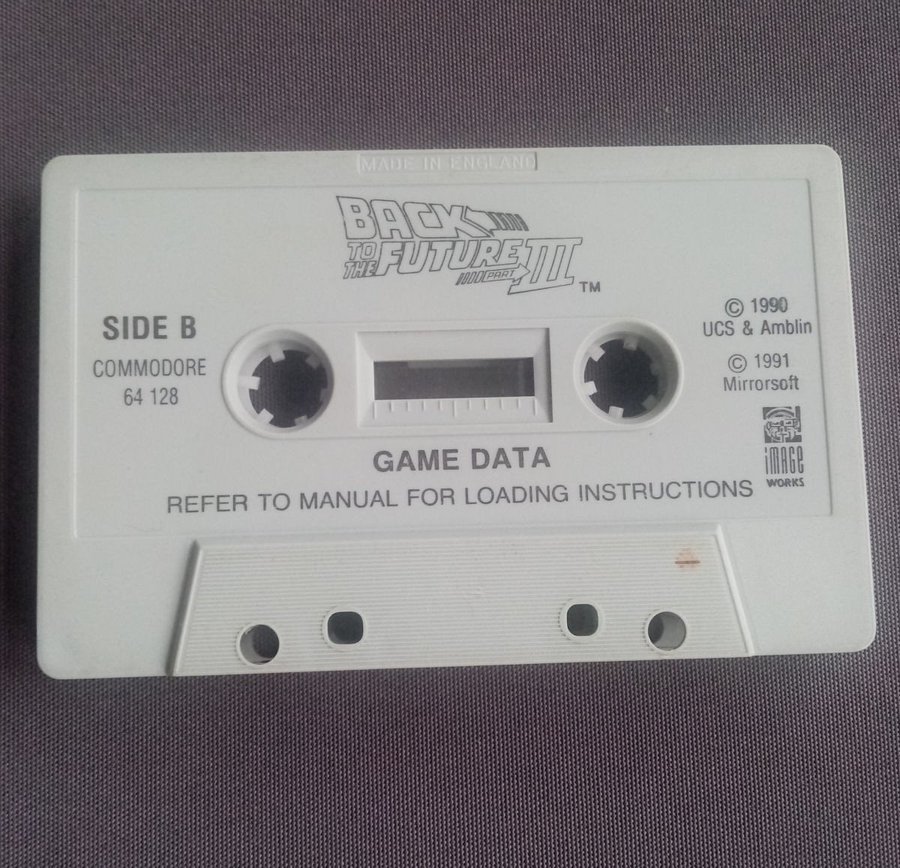 MADE IN ENGLAND
BACK
TO THE FUTURE
PART III
TM
SIDE B
COMMODORE
64 128
© 1990
UCS & Amblin
© 1991
Mirrorsoft
iMAGE
WORKS
GAME DATA
REFER TO MANUAL FOR LOADING INSTRUCTIONS